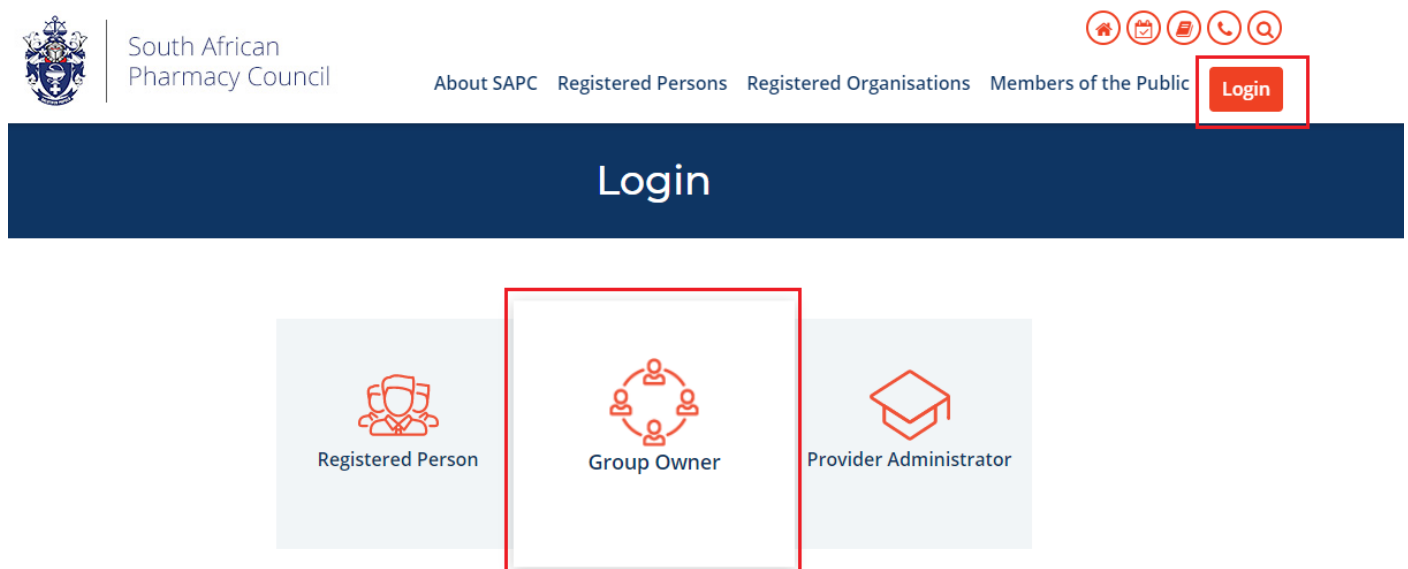 South African
Pharmacy Council
About SAPC Registered Persons Registered Organisations Members of the Public Login
Login
Registered Person Group Owner Provider Administrator